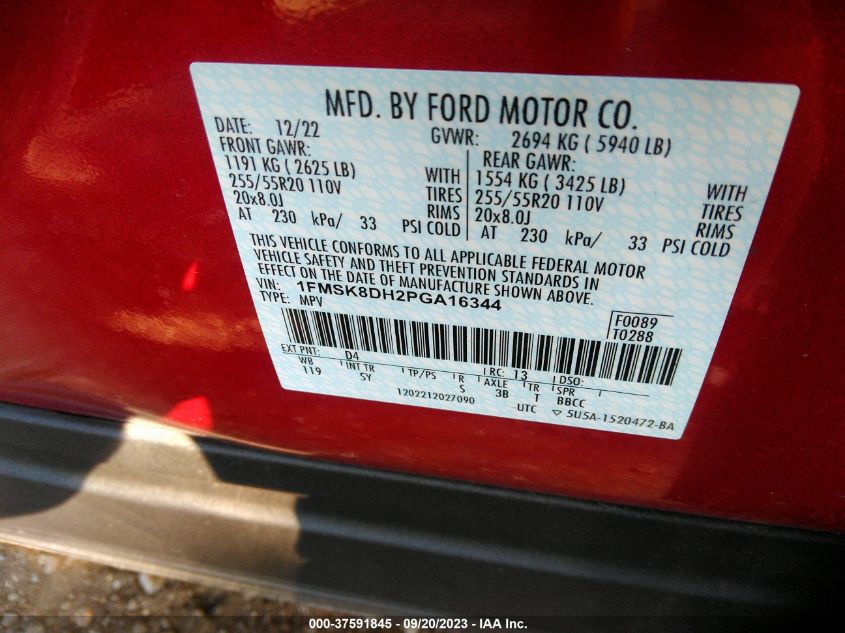 MFD. BY FORD MOTOR CO.
DATE: 12/22 GVWR: 2694 KG ( 5940 LB)
FRONT GAWR: REAR GAWR:
1191 KG ( 2625 LB) WITH 1554 KG ( 3425 LB) WITH
255/55R20 110V TIRES 255/55R20 110V TIRES
20x8.0J RIMS 20x8.0J RIMS
AT 230 kPa/ 33 PSI COLD AT 230 kPa/ 33 PSI COLD
THIS VEHICLE CONFORMS TO ALL APPLICABLE FEDERAL MOTOR
VEHICLE SAFETY AND THEFT PREVENTION STANDARDS IN
EFFECT ON THE DATE OF MANUFACTURE SHOWN ABOVE.
VIN: 1FMSK8DH2PGA16344
TYPE: MPV
F0089
T0288
EXT PNT: D4 RC: 13 DSO:
WB INT TR TP/PS R AXLE TR SPR
119 SY S 3B T BBCC
1202212027090 UTC ▽ 5U5A-1520472-BA
000-37591845 - 09/20/2023 - IAA Inc.